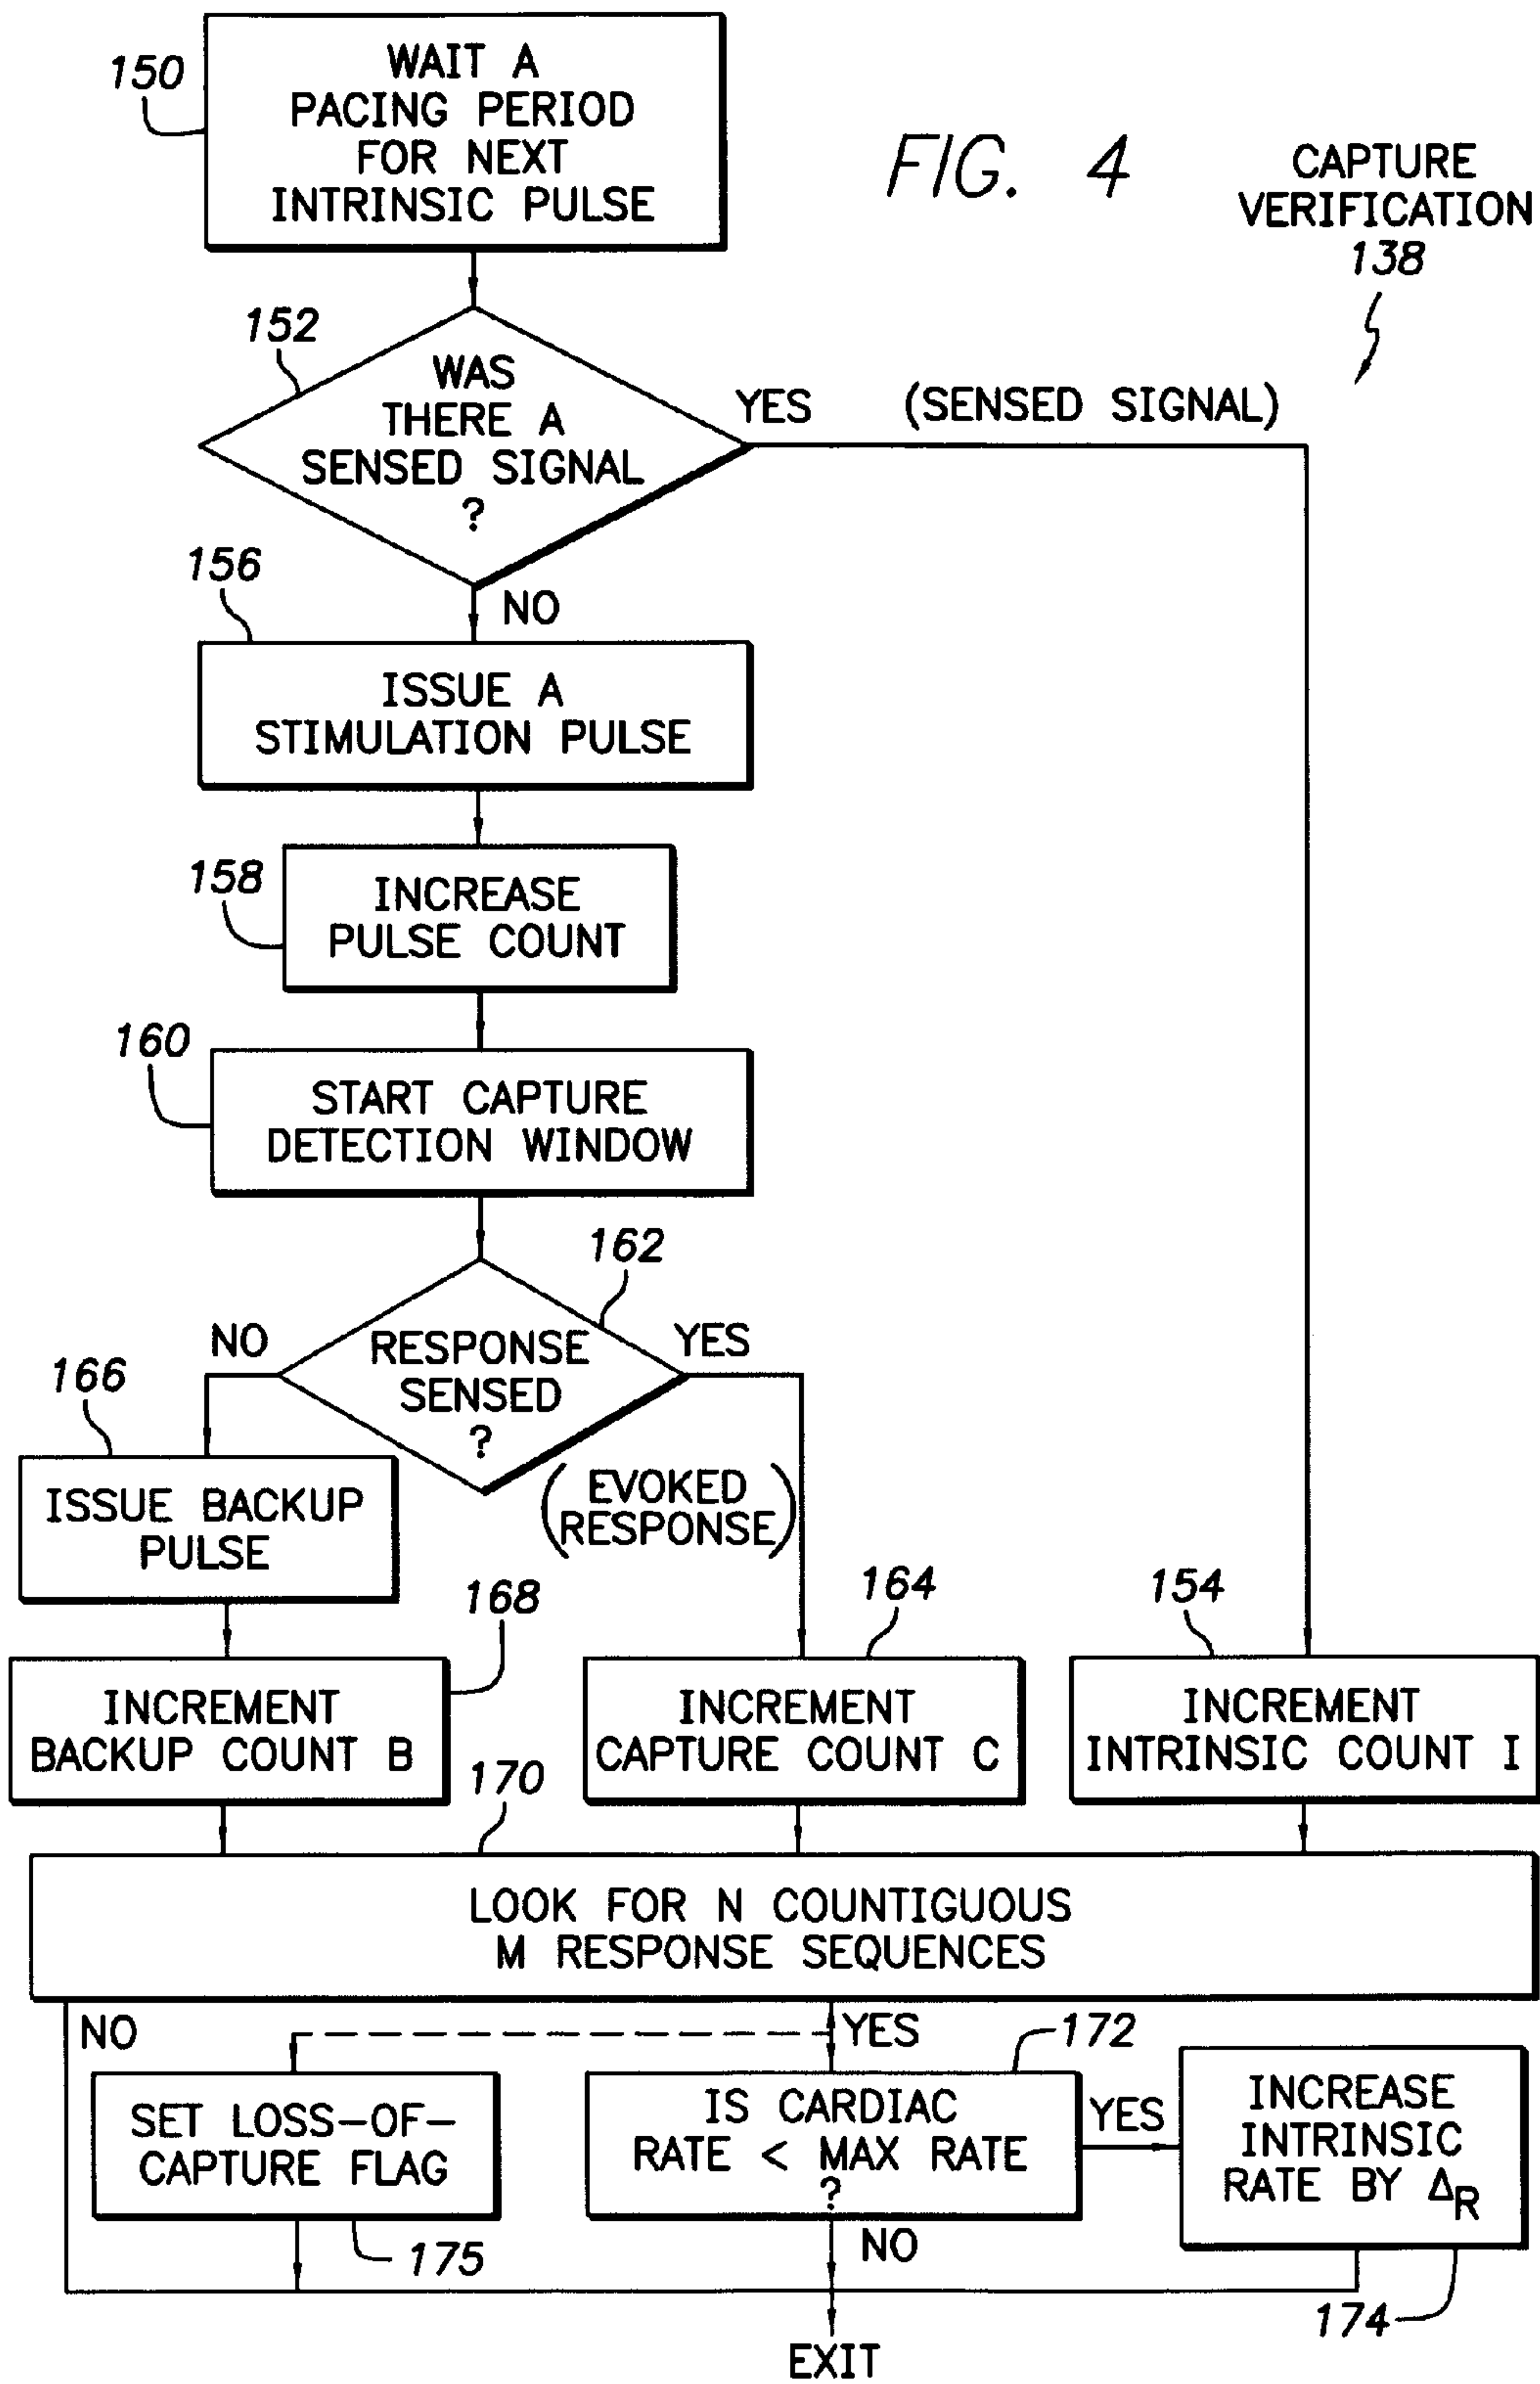 150
WAIT A
PACING PERIOD
FOR NEXT
INTRINSIC PULSE
FIG. 4
CAPTURE
VERIFICATION
138
152
WAS
THERE A
SENSED SIGNAL
?
YES
(SENSED SIGNAL)
NO
156
ISSUE A
STIMULATION PULSE
158
INCREASE
PULSE COUNT
160
START CAPTURE
DETECTION WINDOW
162
RESPONSE
SENSED
?
NO
YES
(EVOKED
RESPONSE)
166
ISSUE BACKUP
PULSE
168
INCREMENT
BACKUP COUNT B
164
INCREMENT
CAPTURE COUNT C
154
INCREMENT
INTRINSIC COUNT I
170
LOOK FOR N COUNTIGUOUS
M RESPONSE SEQUENCES
NO
YES
SET LOSS-OF-
CAPTURE FLAG
175
172
IS CARDIAC
RATE < MAX RATE
?
YES
NO
INCREASE
INTRINSIC
RATE BY ΔR
174
EXIT